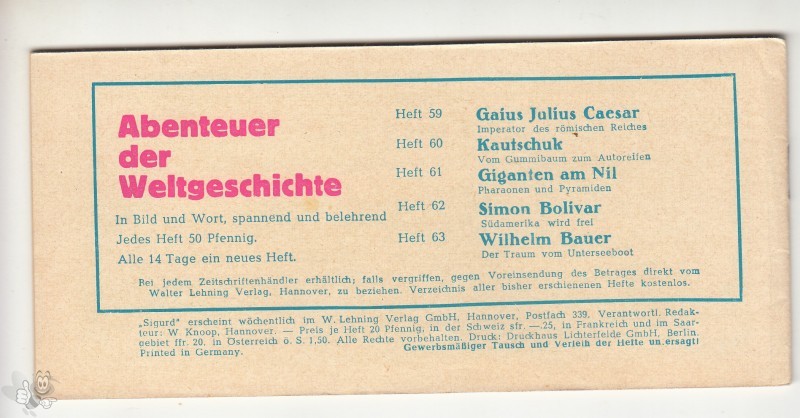 Abenteuer
der
Weltgeschichte
In Bild und Wort, spannend und belehrend
Jedes Heft 50 Pfennig.
Alle 14 Tage ein neues Heft.
Heft 59 Gaius Julius Caesar
Imperator des römischen Reiches
Heft 60 Kautschuk
Vom Gummibaum zum Autoreifen
Heft 61 Giganten am Nil
Pharaonen und Pyramiden
Heft 62 Simon Bolivar
Südamerika wird frei
Heft 63 Wilhelm Bauer
Der Traum vom Unterseeboot
Bei jedem Zeitschriftenhändler erhältlich; falls vergriffen, gegen Voreinsendung des Betrages direkt vom
Walter Lehning Verlag, Hannover, zu beziehen. Verzeichnis aller bisher erschienenen Hefte kostenlos.
„Sigurd" erscheint wöchentlich im W. Lehning Verlag GmbH, Hannover, Postfach 339. Verantwortl. Redak-
teur: W. Knoop, Hannover. — Preis je Heft 20 Pfennig, in der Schweiz sfr. —.25, in Frankreich und im Saar-
gebiet ffr. 20, in Österreich ö. S. 1,50. Alle Rechte vorbehalten. Druck: Druckhaus Lichterfelde GmbH, Berlin.
Printed in Germany. Gewerbsmäßiger Tausch und Verleih der Hefte untersagt!